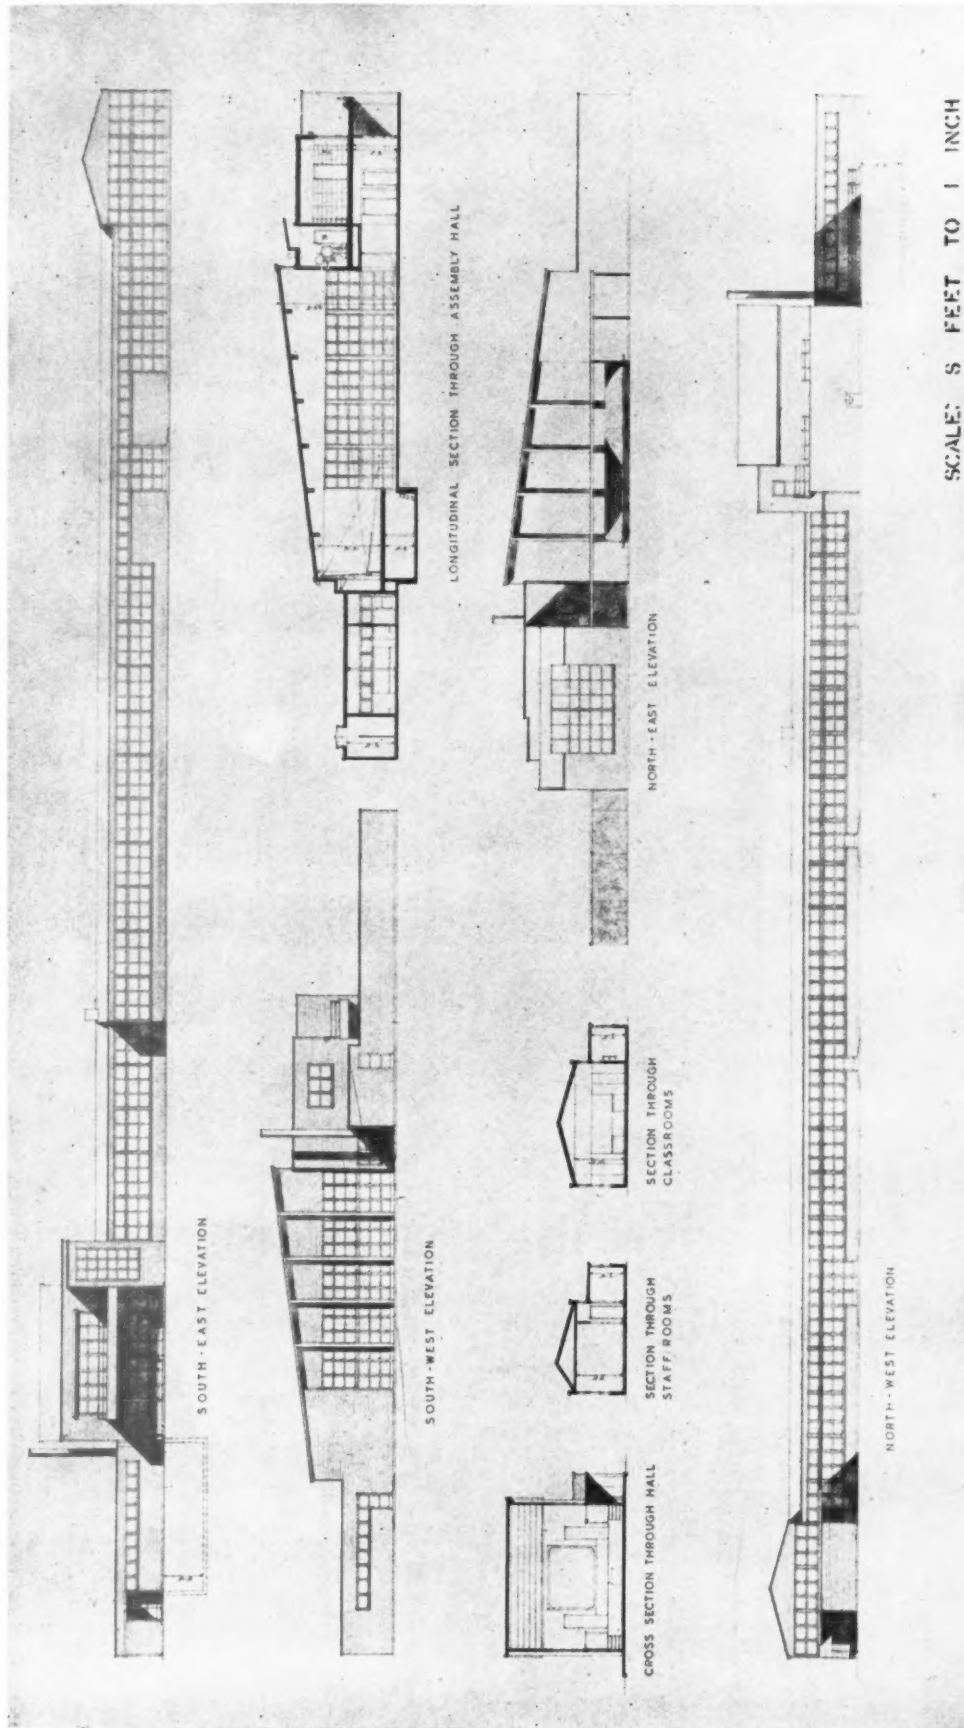 SOUTH-EAST ELEVATION
SOUTH-WEST ELEVATION
LONGITUDINAL SECTION THROUGH ASSEMBLY HALL
CROSS SECTION THROUGH HALL
SECTION THROUGH
STAFF ROOMS
SECTION THROUGH
CLASSROOMS
NORTH-EAST ELEVATION
NORTH-WEST ELEVATION
SCALE: S FEET TO 1 INCH